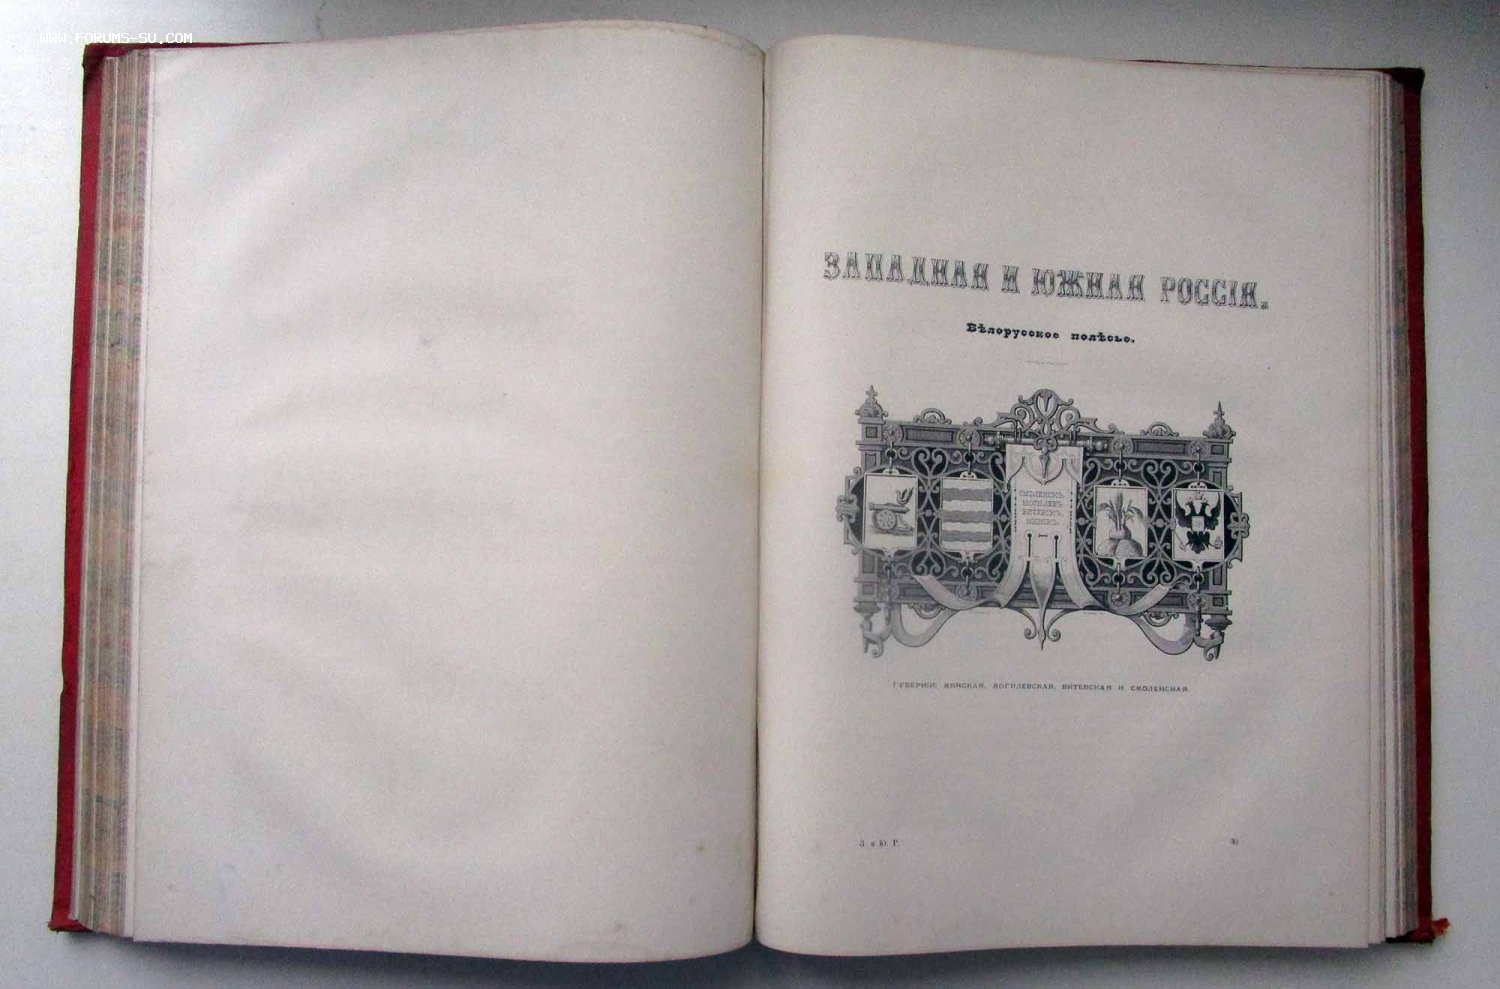 WWW.FORUMS-SU.COM
ЗАПАДНАЯ И ЮЖНАЯ РОССІЯ.
Бѣлорусское полѣсье.
СМОЛЕНСКЪ,
МОГИЛЕВЪ,
ВИТЕБСКЪ,
МИНСКЪ.
ГУБЕРНІИ: МИНСКАЯ, МОГИЛЕВСКАЯ, ВИТЕБСКАЯ И СМОЛЕНСКАЯ.
З. и Ю. Р.